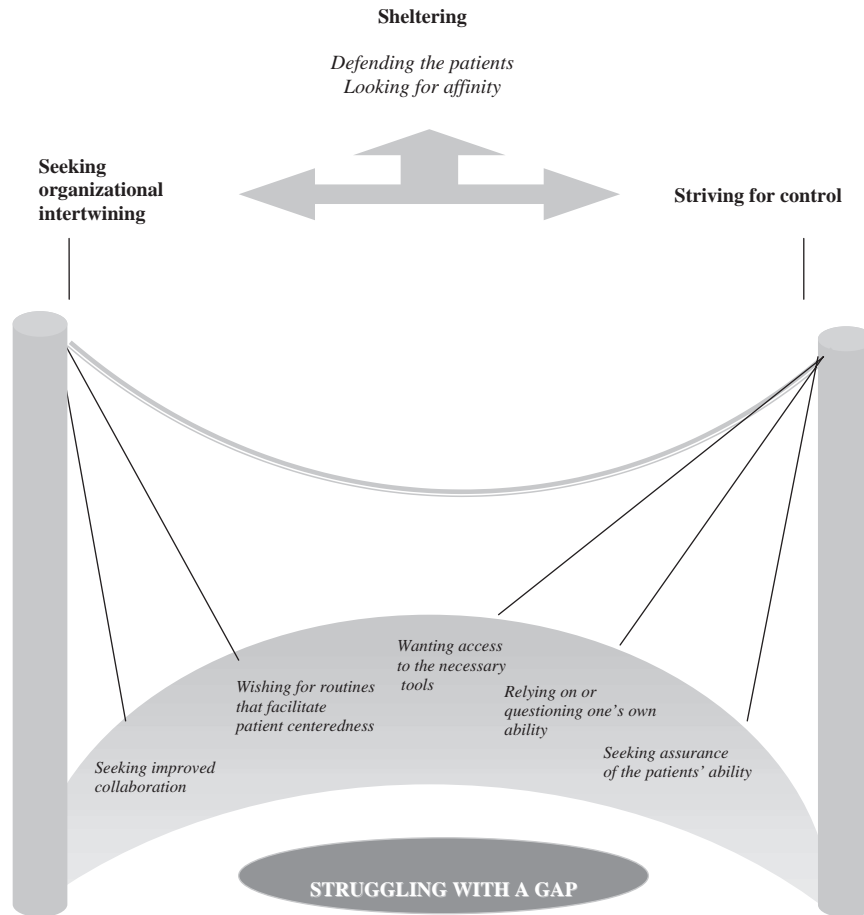 Sheltering
Defending the patients
Looking for affinity
Seeking
organizational
intertwining
Striving for control
Wanting access
to the necessary
tools
Wishing for routines
that facilitate
patient centeredness
Relying on or
questioning one’s own
ability
Seeking assurance
of the patients’ ability
Seeking improved
collaboration
STRUGGLING WITH A GAP